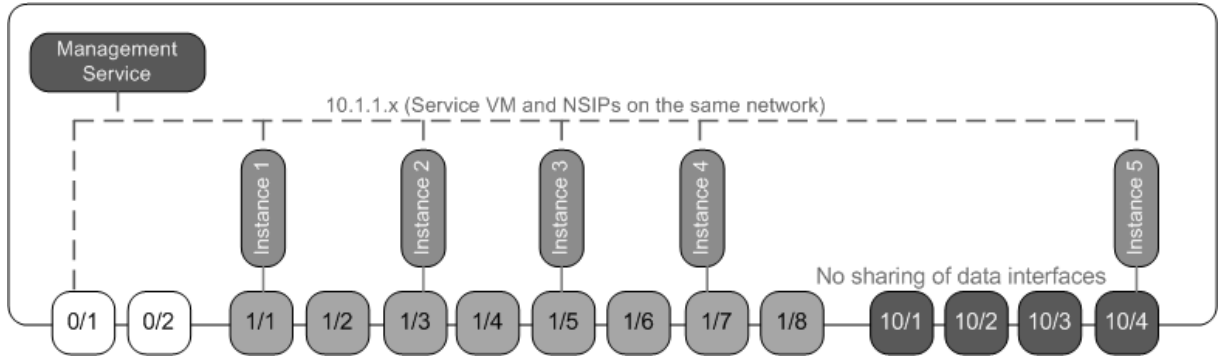 Management
Service
10.1.1.x (Service VM and NSIPs on the same network)
Instance 1
Instance 2
Instance 3
Instance 4
Instance 5
No sharing of data interfaces
0/1
0/2
1/1
1/2
1/3
1/4
1/5
1/6
1/7
1/8
10/1
10/2
10/3
10/4